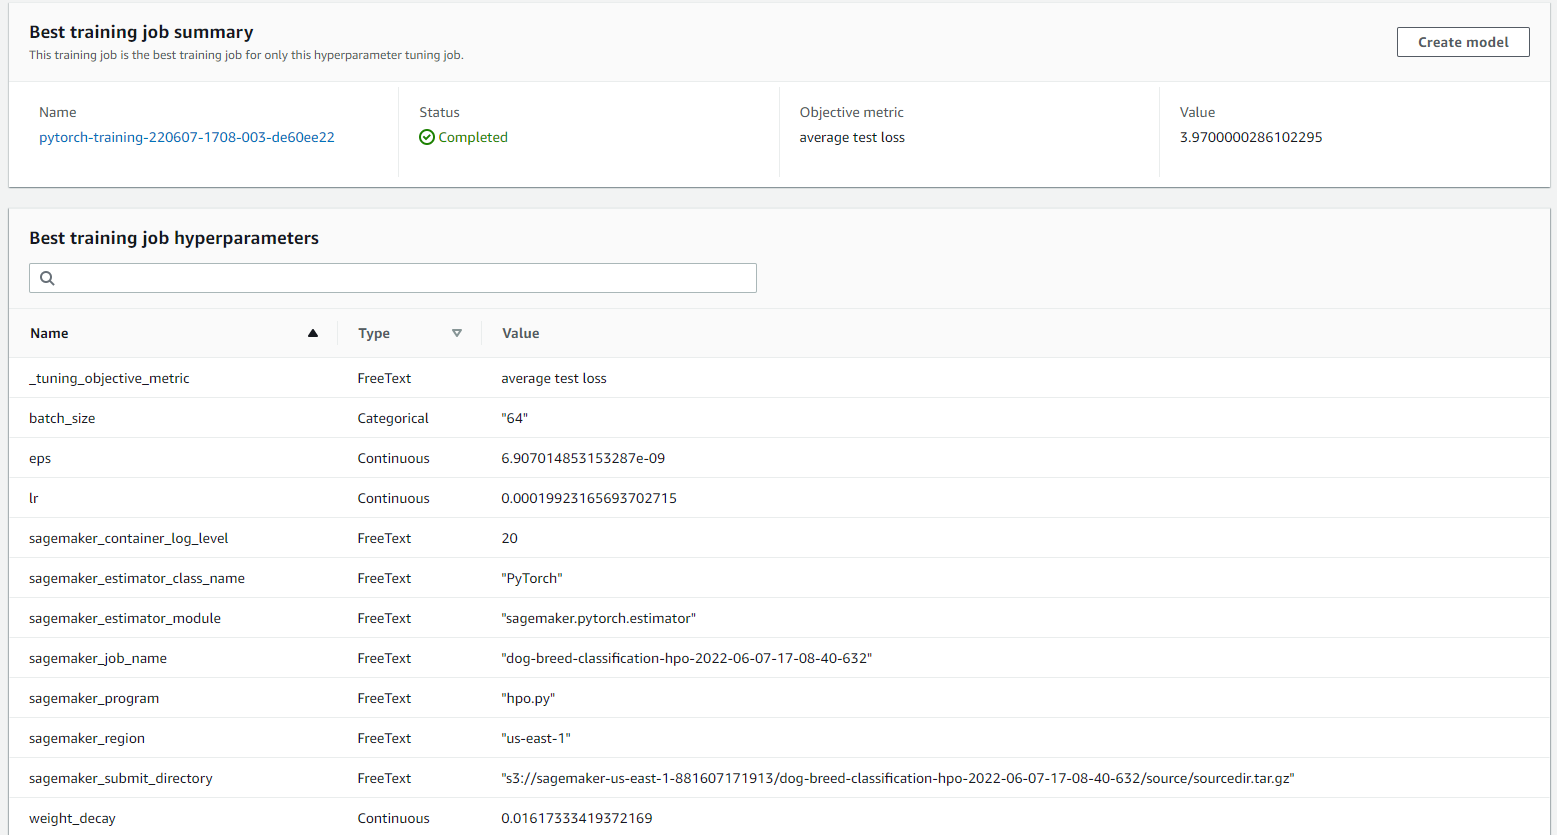 Best training job summary
This training job is the best training job for only this hyperparameter tuning job.
Create model
Name Status Objective metric Value
pytorch-training-220607-1708-003-de60ee22 Completed average test loss 3.9700000286102295
Best training job hyperparameters
Name Type Value
_tuning_objective_metric FreeText average test loss
batch_size Categorical "64"
eps Continuous 6.907014853153287e-09
lr Continuous 0.00019923165693702715
sagemaker_container_log_level FreeText 20
sagemaker_estimator_class_name FreeText "PyTorch"
sagemaker_estimator_module FreeText "sagemaker.pytorch.estimator"
sagemaker_job_name FreeText "dog-breed-classification-hpo-2022-06-07-17-08-40-632"
sagemaker_program FreeText "hpo.py"
sagemaker_region FreeText "us-east-1"
sagemaker_submit_directory FreeText "s3://sagemaker-us-east-1-881607171913/dog-breed-classification-hpo-2022-06-07-17-08-40-632/source/sourcedir.tar.gz"
weight_decay Continuous 0.01617333419372169